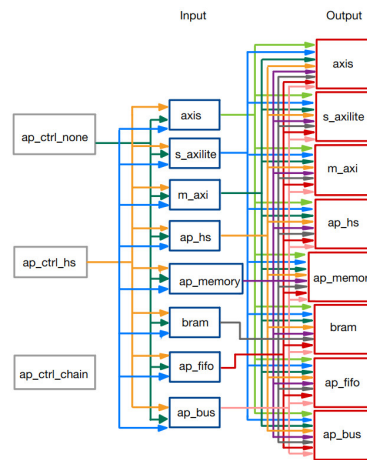 Input Output
axis axis
ap_ctrl_none s_axilite s_axilite
m_axi m_axi
ap_ctrl_hs ap_hs ap_hs
ap_memory ap_memor
bram bram
ap_ctrl_chain ap_fifo ap_fifo
ap_bus ap_bus